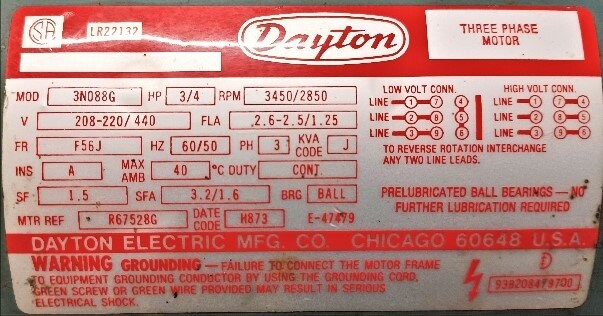 SA LR22132
Dayton
THREE PHASE
MOTOR
MOD 3N088G HP 3/4 RPM 3450/2850
V 208-220/440 FLA 2.6-2.5/1.25
FR F56J HZ 60/50 PH 3 KVA CODE J
INS A MAX AMB 40 °C DUTY CONT.
SF 1.5 SFA 3.2/1.6 BRG BALL
MTR REF R67528G DATE CODE H873 E-47479
LOW VOLT CONN.
LINE 1 7 4
LINE 2 8 5
LINE 3 9 6
HIGH VOLT CONN.
LINE 1 7 4
LINE 2 8 5
LINE 3 9 6
TO REVERSE ROTATION INTERCHANGE
ANY TWO LINE LEADS.
PRELUBRICATED BALL BEARINGS — NO
FURTHER LUBRICATION REQUIRED
DAYTON ELECTRIC MFG. CO. CHICAGO 60648 U.S.A.
WARNING GROUNDING — FAILURE TO CONNECT THE MOTOR FRAME
TO EQUIPMENT GROUNDING CONDUCTOR BY USING THE GROUNDING CORD,
GREEN SCREW OR GREEN WIRE PROVIDED MAY RESULT IN SERIOUS
ELECTRICAL SHOCK.
D